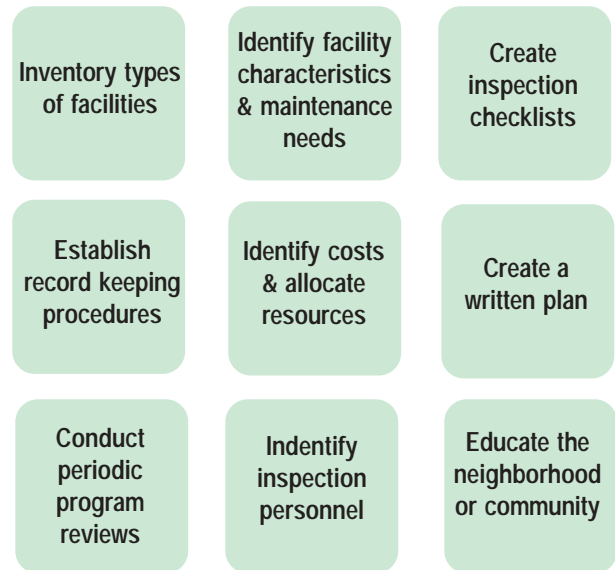 Inventory types
of facilities
Identify facility
characteristics
& maintenance
needs
Create
inspection
checklists
Establish
record keeping
procedures
Identify costs
& allocate
resources
Create a
written plan
Conduct
periodic
program
reviews
Indentify
inspection
personnel
Educate the
neighborhood
or community